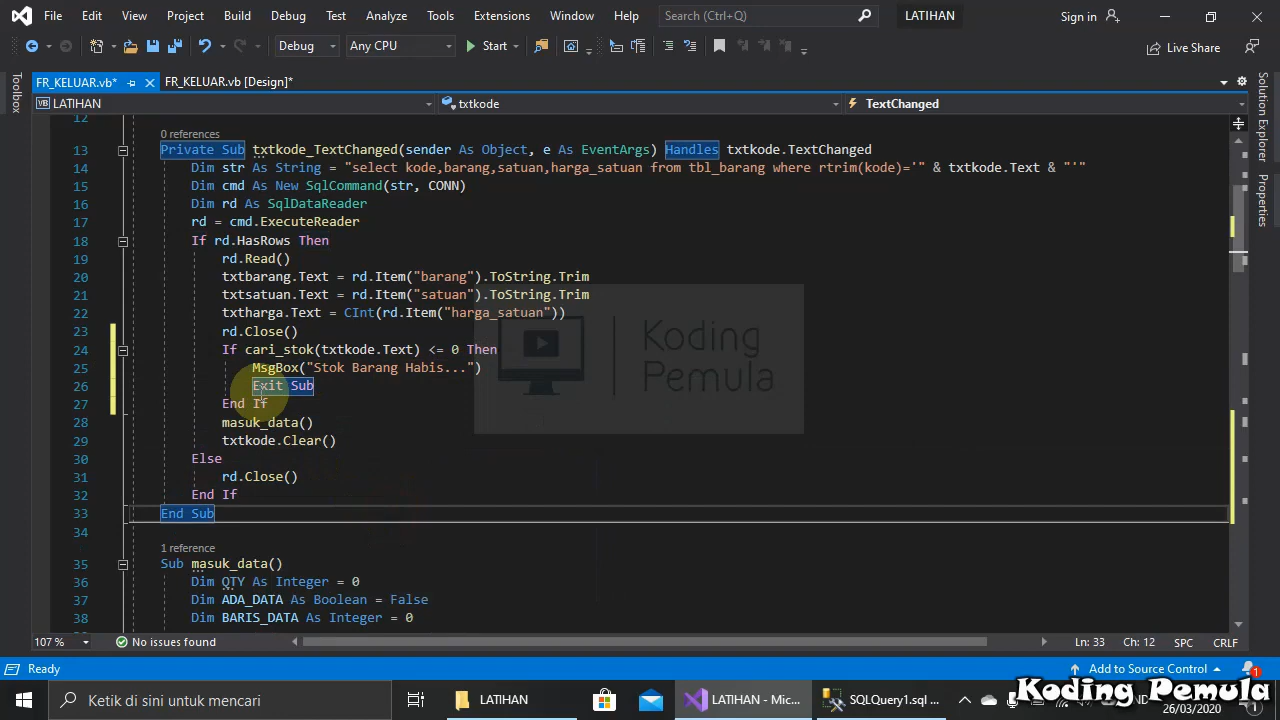 File Edit View Project Build Debug Test Analyze Tools Extensions Window Help Search (Ctrl+Q) LATIHAN Sign in
Debug Any CPU Start Live Share
FR_KELUAR.vb* FR_KELUAR.vb [Design]*
LATIHAN txtkode TextChanged
Toolbox
Solution Explorer
Properties
12
0 references
13 Private Sub txtkode_TextChanged(sender As Object, e As EventArgs) Handles txtkode.TextChanged
14 Dim str As String = "select kode,barang,satuan,harga_satuan from tbl_barang where rtrim(kode)='" & txtkode.Text & "'"
15 Dim cmd As New SqlCommand(str, CONN)
16 Dim rd As SqlDataReader
17 rd = cmd.ExecuteReader
18 If rd.HasRows Then
19 rd.Read()
20 txtbarang.Text = rd.Item("barang").ToString.Trim
21 txtsatuan.Text = rd.Item("satuan").ToString.Trim
22 txtharga.Text = CInt(rd.Item("harga_satuan"))
23 rd.Close()
24 If cari_stok(txtkode.Text) <= 0 Then
25 MsgBox("Stok Barang Habis...")
26 Exit Sub
27 End If
28 masuk_data()
29 txtkode.Clear()
30 Else
31 rd.Close()
32 End If
33 End Sub
34
1 reference
35 Sub masuk_data()
36 Dim QTY As Integer = 0
37 Dim ADA_DATA As Boolean = False
38 Dim BARIS_DATA As Integer = 0
Koding
Pemula
107 % No issues found Ln: 33 Ch: 12 SPC CRLF
Ready Add to Source Control 1
Ketik di sini untuk mencari LATIHAN LATIHAN - Mic... SQLQuery1.sql
Koding Pemula
26/03/2020